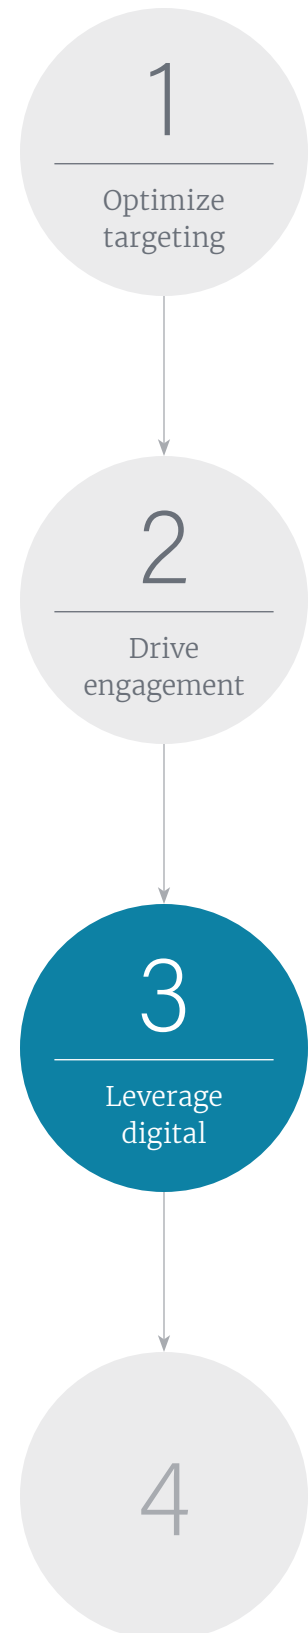 1
Optimize
targeting
2
Drive
engagement
3
Leverage
digital
4